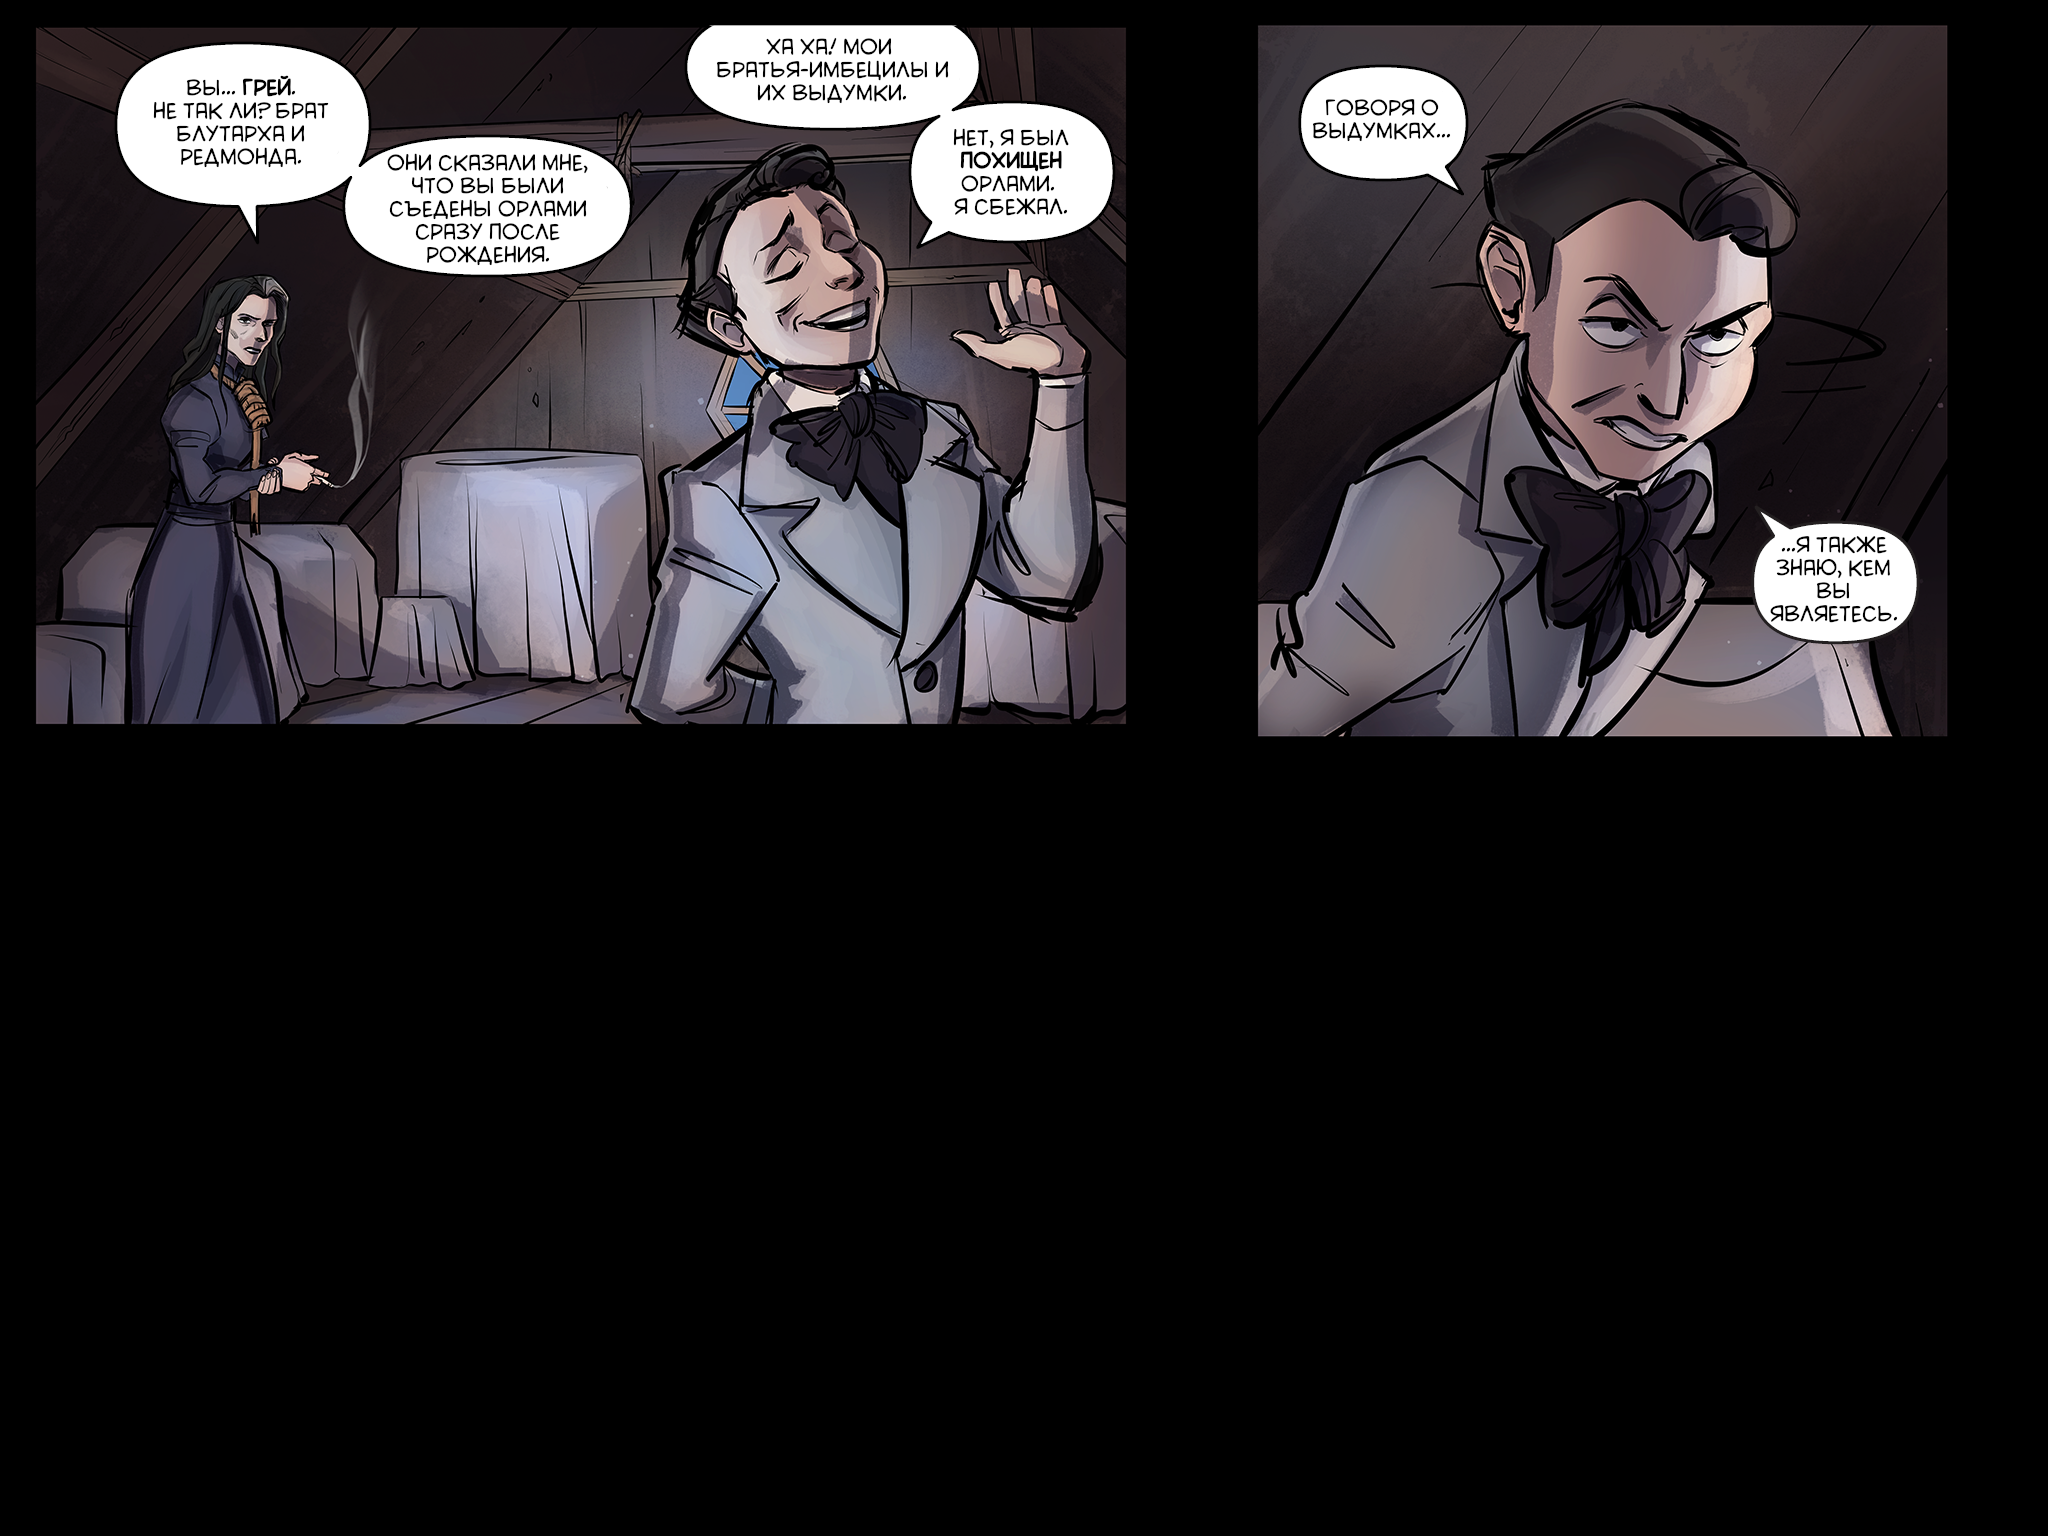 ВЫ... ГРЕЙ.
НЕ ТАК ЛИ? БРАТ
БЛУТАРХА И
РЕДМОНДА.
ОНИ СКАЗАЛИ МНЕ,
ЧТО ВЫ БЫЛИ
СЪЕДЕНЫ ОРЛАМИ
СРАЗУ ПОСЛЕ
РОЖДЕНИЯ.
ХА ХА! МОИ
БРАТЬЯ-ИМБЕЦИЛЫ И
ИХ ВЫДУМКИ.
НЕТ, Я БЫЛ
ПОХИЩЕН
ОРЛАМИ.
Я СБЕЖАЛ.
ГОВОРЯ О
ВЫДУМКАХ...
...Я ТАКЖЕ
ЗНАЮ, КЕМ
ВЫ
ЯВЛЯЕТЕСЬ.